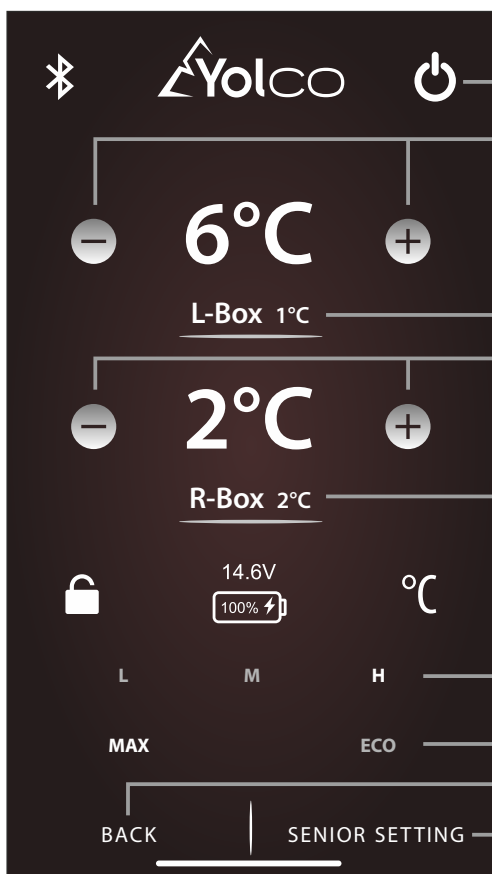 YolCO
6°C
L-Box 1°C
2°C
R-Box 2°C
14.6V
100%
°C
L M H
MAX ECO
BACK SENIOR SETTING